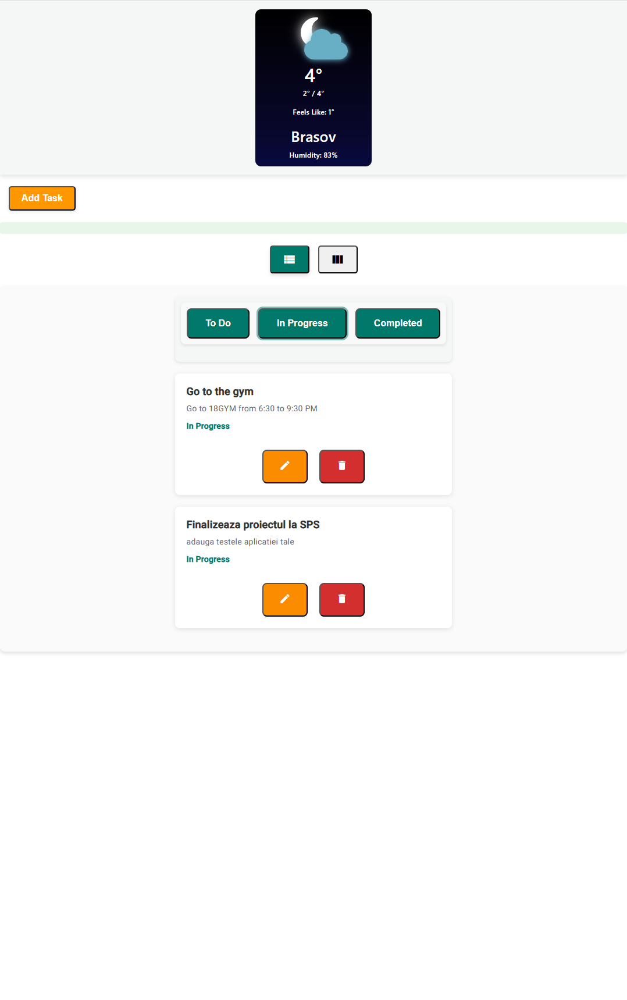 4°
2° / 4°
Feels Like: 1°
Brasov
Humidity: 83%
Add Task
To Do
In Progress
Completed
Go to the gym
Go to 18GYM from 6:30 to 9:30 PM
In Progress
Finalizeaza proiectul la SPS
adauga testele aplicatiei tale
In Progress